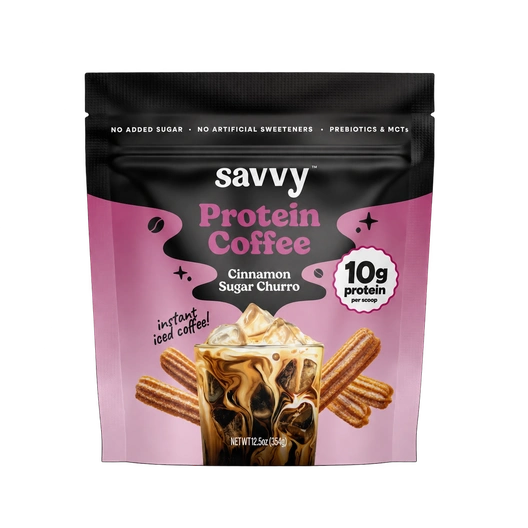 NO ADDED SUGAR • NO ARTIFICIAL SWEETENERS • PREBIOTICS & MCTs
savvy™
Protein
Coffee
Cinnamon
Sugar Churro
10g
protein
per scoop
instant
iced coffee!
NET WT 12.5oz (354g)